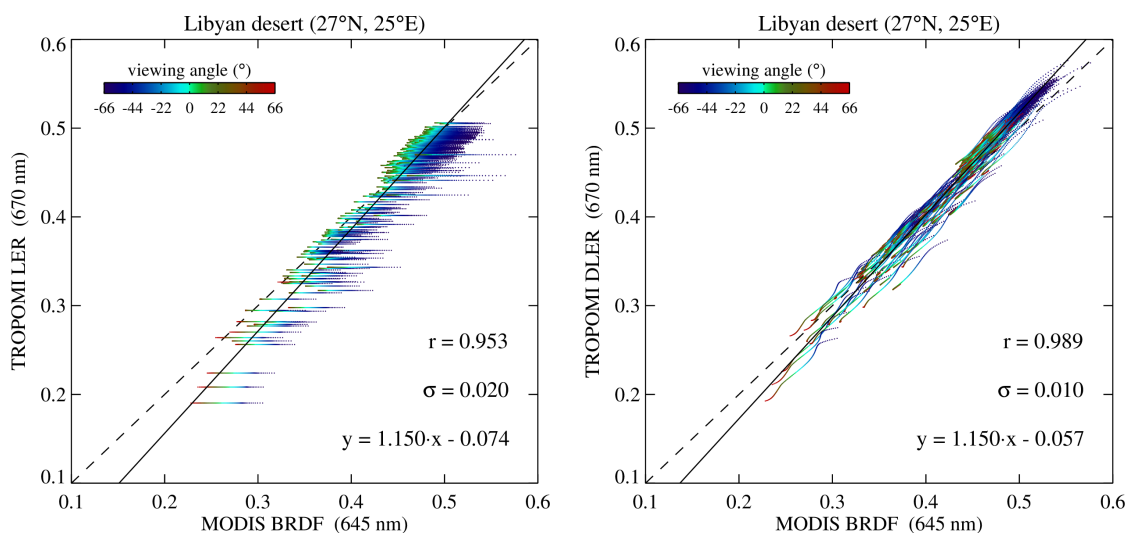 Libyan desert (27°N, 25°E)
viewing angle (°)
-66 -44 -22 0 22 44 66
0.6
0.5
0.4
0.3
0.2
0.1
TROPOMI LER (670 nm)
r = 0.953
σ = 0.020
y = 1.150·x - 0.074
0.1 0.2 0.3 0.4 0.5 0.6
MODIS BRDF (645 nm)
Libyan desert (27°N, 25°E)
viewing angle (°)
-66 -44 -22 0 22 44 66
0.6
0.5
0.4
0.3
0.2
0.1
TROPOMI DLER (670 nm)
r = 0.989
σ = 0.010
y = 1.150·x - 0.057
0.1 0.2 0.3 0.4 0.5 0.6
MODIS BRDF (645 nm)